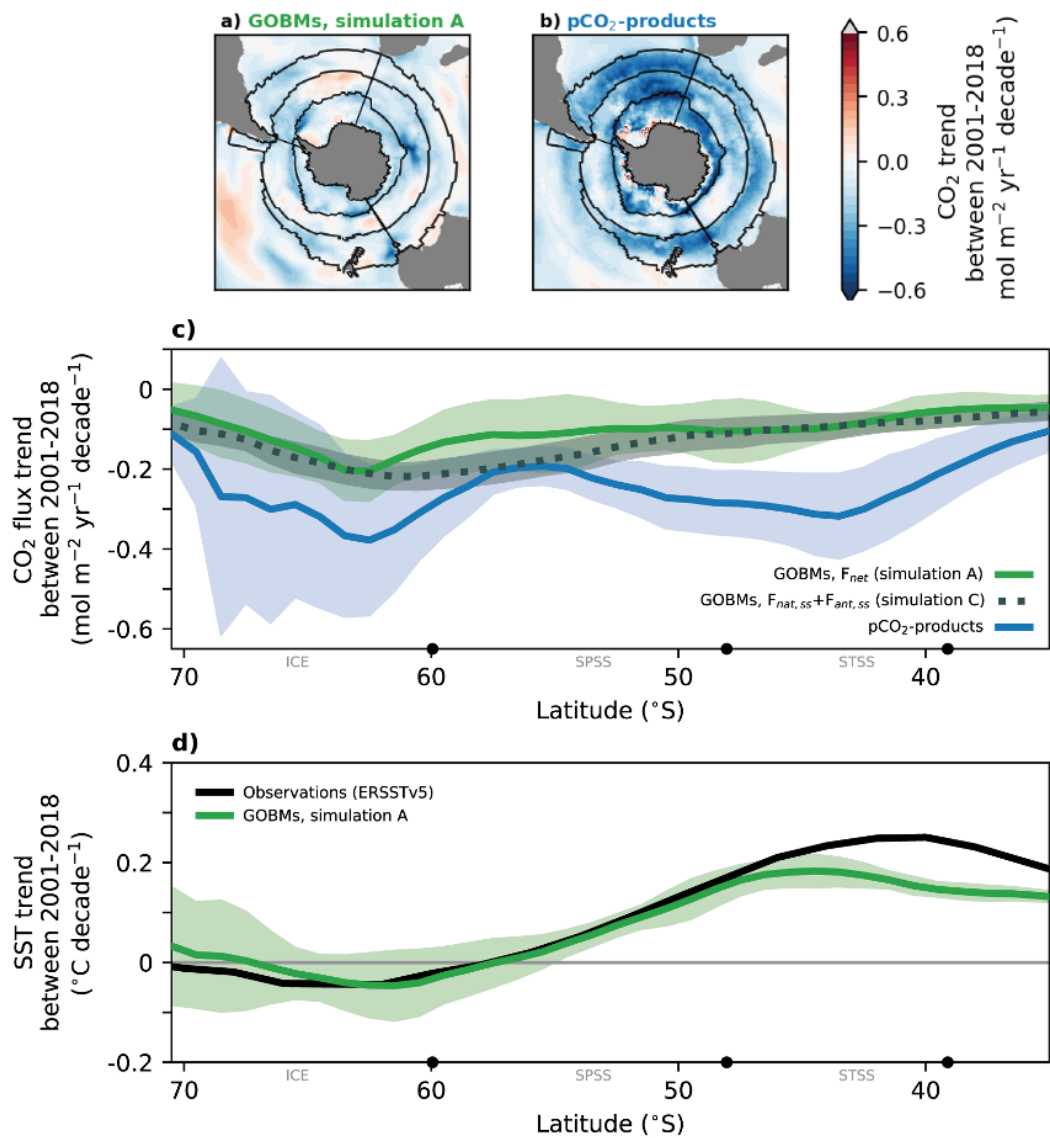 a) GOBMs, simulation A
b) pCO₂-products
0.6
0.3
0.0
−0.3
−0.6
CO₂ trend
between 2001-2018
mol m⁻² yr⁻¹ decade⁻¹
c)
CO₂ flux trend
between 2001-2018
(mol m⁻² yr⁻¹ decade⁻¹)
0
-0.2
-0.4
-0.6
GOBMs, Fnet (simulation A)
GOBMs, Fnat,ss+Fant,ss (simulation C)
pCO₂-products
ICE
SPSS
STSS
70
60
50
40
Latitude (°S)
d)
SST trend
between 2001-2018
(°C decade⁻¹)
0.4
0.2
0
-0.2
Observations (ERSSTv5)
GOBMs, simulation A
ICE
SPSS
STSS
70
60
50
40
Latitude (°S)